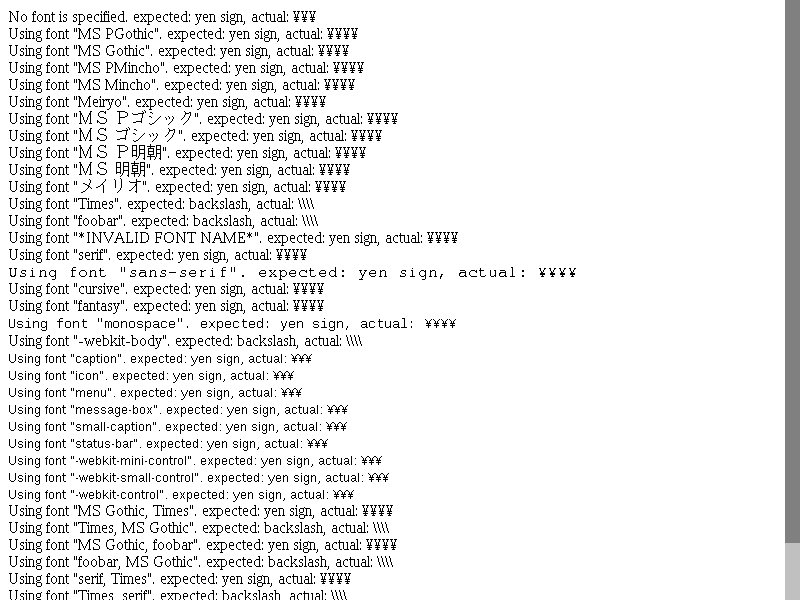 No font is specified. expected: yen sign, actual: ¥¥¥
Using font "MS PGothic". expected: yen sign, actual: ¥¥¥¥
Using font "MS Gothic". expected: yen sign, actual: ¥¥¥¥
Using font "MS PMincho". expected: yen sign, actual: ¥¥¥¥
Using font "MS Mincho". expected: yen sign, actual: ¥¥¥¥
Using font "Meiryo". expected: yen sign, actual: ¥¥¥¥
Using font "ＭＳ Ｐゴシック". expected: yen sign, actual: ¥¥¥¥
Using font "ＭＳ ゴシック". expected: yen sign, actual: ¥¥¥¥
Using font "ＭＳ Ｐ明朝". expected: yen sign, actual: ¥¥¥¥
Using font "ＭＳ 明朝". expected: yen sign, actual: ¥¥¥¥
Using font "メイリオ". expected: yen sign, actual: ¥¥¥¥
Using font "Times". expected: backslash, actual: \\\\
Using font "foobar". expected: backslash, actual: \\\\
Using font "*INVALID FONT NAME*". expected: yen sign, actual: ¥¥¥¥
Using font "serif". expected: yen sign, actual: ¥¥¥¥
Using font "sans-serif". expected: yen sign, actual: ¥¥¥¥
Using font "cursive". expected: yen sign, actual: ¥¥¥¥
Using font "fantasy". expected: yen sign, actual: ¥¥¥¥
Using font "monospace". expected: yen sign, actual: ¥¥¥¥
Using font "-webkit-body". expected: backslash, actual: \\\\
Using font "caption". expected: yen sign, actual: ¥¥¥
Using font "icon". expected: yen sign, actual: ¥¥¥
Using font "menu". expected: yen sign, actual: ¥¥¥
Using font "message-box". expected: yen sign, actual: ¥¥¥
Using font "small-caption". expected: yen sign, actual: ¥¥¥
Using font "status-bar". expected: yen sign, actual: ¥¥¥
Using font "-webkit-mini-control". expected: yen sign, actual: ¥¥¥
Using font "-webkit-small-control". expected: yen sign, actual: ¥¥¥
Using font "-webkit-control". expected: yen sign, actual: ¥¥¥
Using font "MS Gothic, Times". expected: yen sign, actual: ¥¥¥¥
Using font "Times, MS Gothic". expected: backslash, actual: \\\\
Using font "MS Gothic, foobar". expected: yen sign, actual: ¥¥¥¥
Using font "foobar, MS Gothic". expected: backslash, actual: \\\\
Using font "serif, Times". expected: yen sign, actual: ¥¥¥¥
Using font "Times, serif". expected: backslash, actual: \\\\